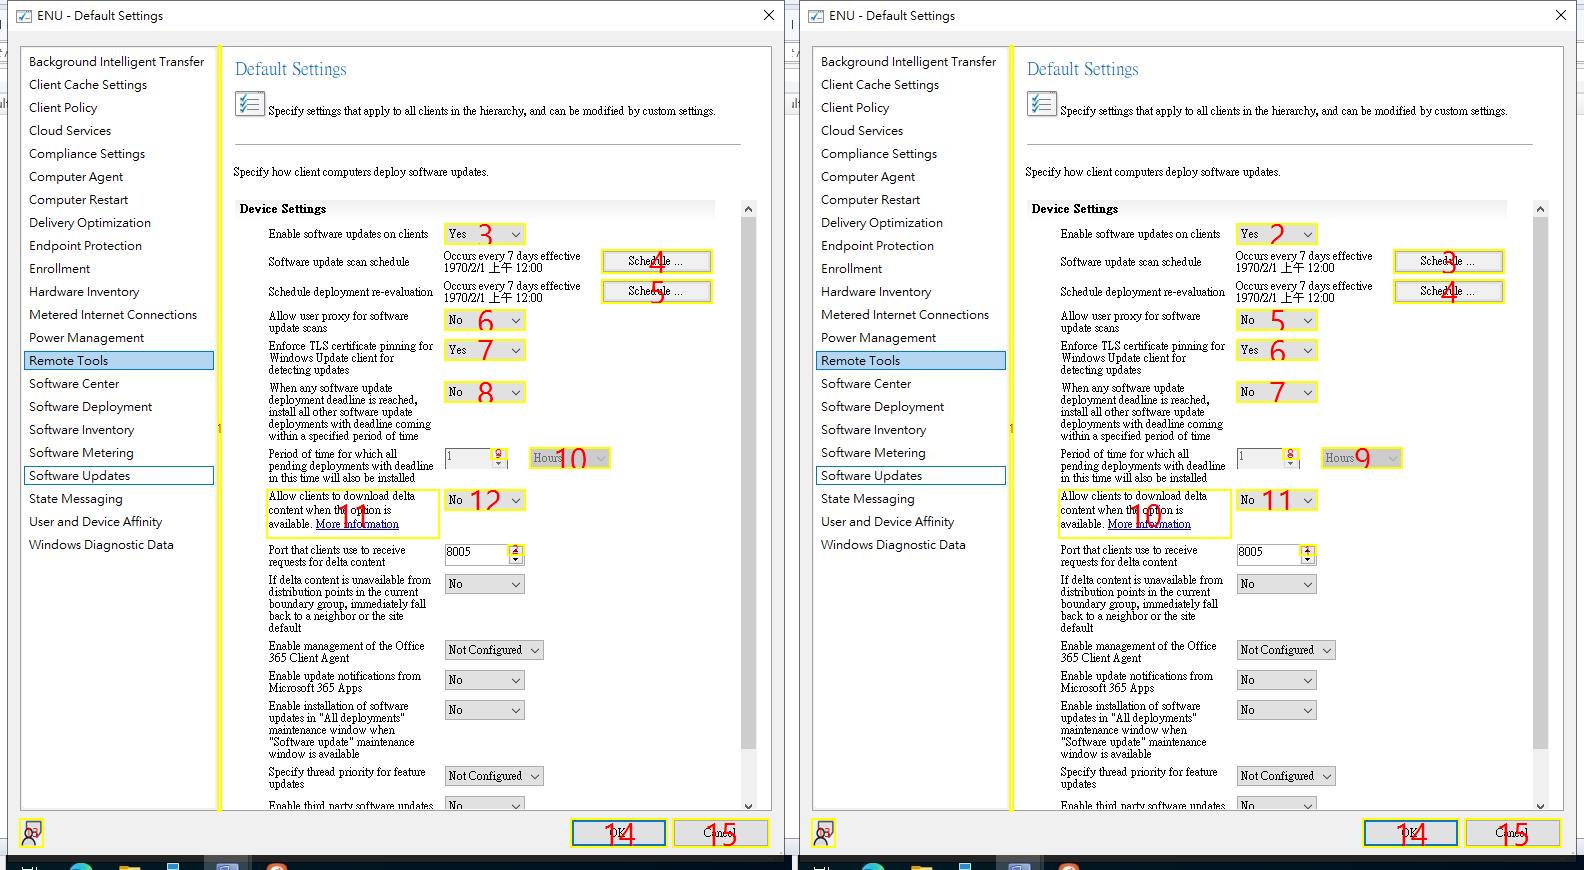 ENU - Default Settings
Background Intelligent Transfer
Client Cache Settings
Client Policy
Cloud Services
Compliance Settings
Computer Agent
Computer Restart
Delivery Optimization
Endpoint Protection
Enrollment
Hardware Inventory
Metered Internet Connections
Power Management
Remote Tools
Software Center
Software Deployment
Software Inventory
Software Metering
Software Updates
State Messaging
User and Device Affinity
Windows Diagnostic Data
1
Default Settings
Specify settings that apply to all clients in the hierarchy, and can be modified by custom settings.
Specify how client computers deploy software updates.
Device Settings
Enable software updates on clients
Yes
3
Software update scan schedule
Occurs every 7 days effective
1970/2/1 上午 12:00
Schedule ...
4
Schedule deployment re-evaluation
Occurs every 7 days effective
1970/2/1 上午 12:00
Schedule ...
5
Allow user proxy for software
update scans
No
6
Enforce TLS certificate pinning for
Windows Update client for
detecting updates
Yes
7
When any software update
deployment deadline is reached,
install all other software update
deployments with deadline coming
within a specified period of time
No
8
Period of time for which all
pending deployments with deadline
in this time will also be installed
1
9
Hours
10
Allow clients to download delta
content when the option is
available. More information
11
No
12
Port that clients use to receive
requests for delta content
8005
2
If delta content is unavailable from
distribution points in the current
boundary group, immediately fall
back to a neighbor or the site
default
No
Enable management of the Office
365 Client Agent
Not Configured
Enable update notifications from
Microsoft 365 Apps
No
Enable installation of software
updates in "All deployments"
maintenance window when
"Software update" maintenance
window is available
No
Specify thread priority for feature
updates
Not Configured
Enable third party software updates
No
13
OK
14
Cancel
15
ENU - Default Settings
Background Intelligent Transfer
Client Cache Settings
Client Policy
Cloud Services
Compliance Settings
Computer Agent
Computer Restart
Delivery Optimization
Endpoint Protection
Enrollment
Hardware Inventory
Metered Internet Connections
Power Management
Remote Tools
Software Center
Software Deployment
Software Inventory
Software Metering
Software Updates
State Messaging
User and Device Affinity
Windows Diagnostic Data
1
Default Settings
Specify settings that apply to all clients in the hierarchy, and can be modified by custom settings.
Specify how client computers deploy software updates.
Device Settings
Enable software updates on clients
Yes
2
Software update scan schedule
Occurs every 7 days effective
1970/2/1 上午 12:00
Schedule ...
3
Schedule deployment re-evaluation
Occurs every 7 days effective
1970/2/1 上午 12:00
Schedule ...
4
Allow user proxy for software
update scans
No
5
Enforce TLS certificate pinning for
Windows Update client for
detecting updates
Yes
6
When any software update
deployment deadline is reached,
install all other software update
deployments with deadline coming
within a specified period of time
No
7
Period of time for which all
pending deployments with deadline
in this time will also be installed
1
8
Hours
9
Allow clients to download delta
content when the option is
available. More information
10
No
11
Port that clients use to receive
requests for delta content
8005
If delta content is unavailable from
distribution points in the current
boundary group, immediately fall
back to a neighbor or the site
default
No
Enable management of the Office
365 Client Agent
Not Configured
Enable update notifications from
Microsoft 365 Apps
No
Enable installation of software
updates in "All deployments"
maintenance window when
"Software update" maintenance
window is available
No
Specify thread priority for feature
updates
Not Configured
Enable third party software updates
No
13
OK
14
Cancel
15